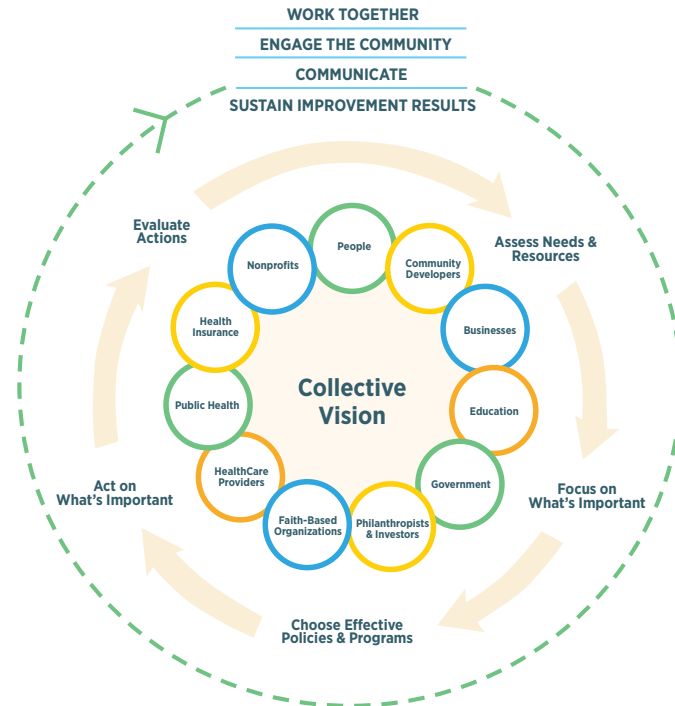 WORK TOGETHER
ENGAGE THE COMMUNITY
COMMUNICATE
SUSTAIN IMPROVEMENT RESULTS
Evaluate
Actions
Assess Needs &
Resources
Focus on
What's Important
Choose Effective
Policies & Programs
Act on
What's Important
People
Community
Developers
Businesses
Education
Government
Philanthropists
& Investors
Faith-Based
Organizations
HealthCare
Providers
Public Health
Health
Insurance
Nonprofits
Collective
Vision